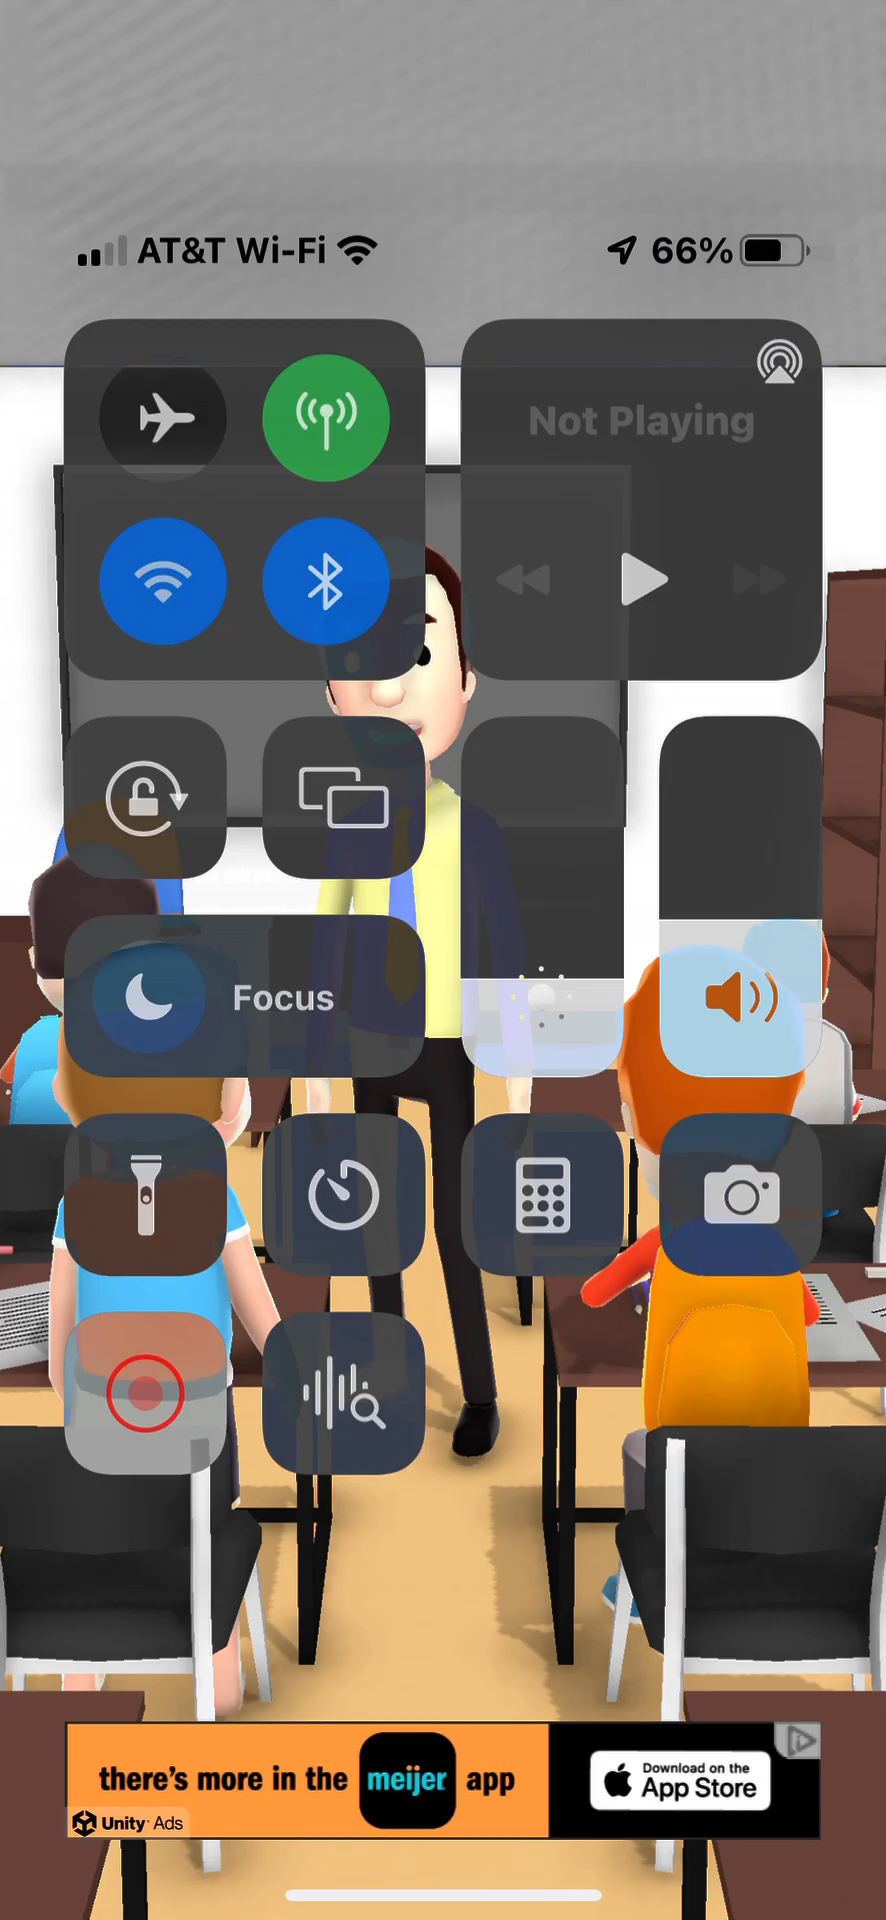 AT&T Wi-Fi 66%
Not Playing
Focus
there's more in the meijer app
Download on the
App Store
Unity Ads